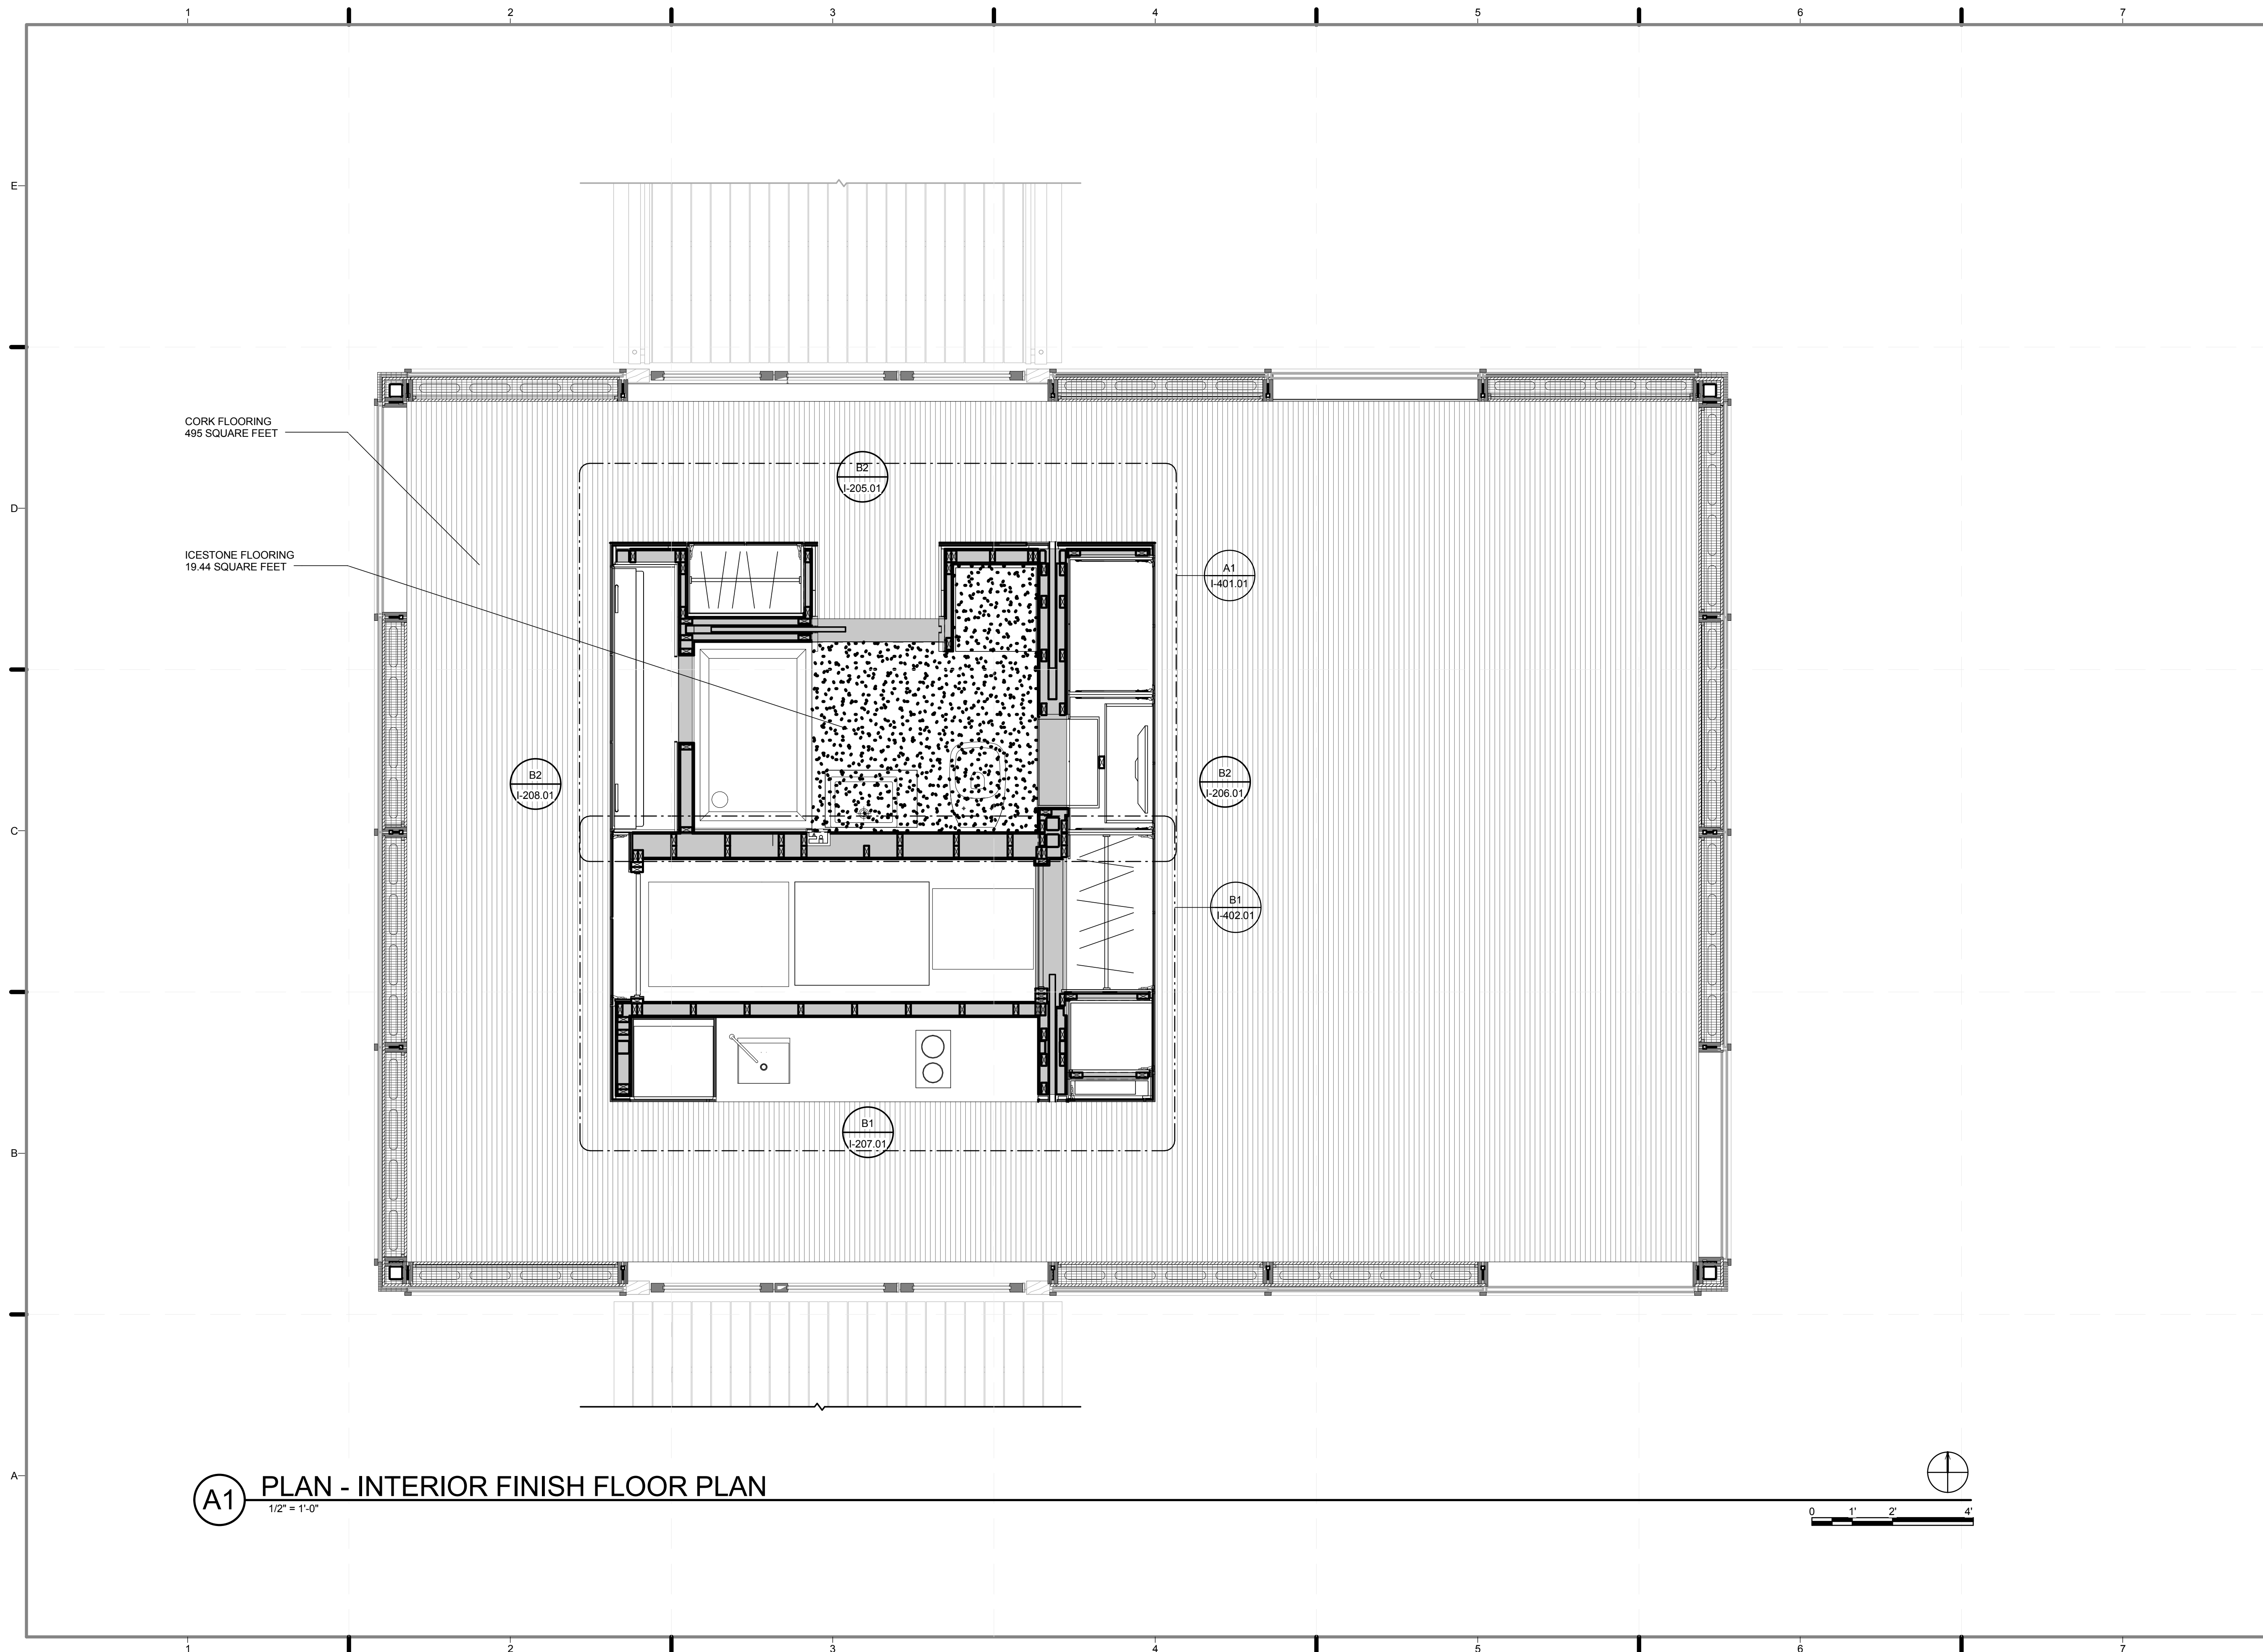 1 2 3 4 5 6 7
E
CORK FLOORING
495 SQUARE FEET
B2
I-205.01
D
ICESTONE FLOORING
19.44 SQUARE FEET
A1
I-401.01
B2
I-208.01
B2
I-206.01
C
B1
I-402.01
B1
I-207.01
B
A
A1
PLAN - INTERIOR FINISH FLOOR PLAN
1/2" = 1'-0"
0 1' 2' 4'
1 2 3 4 5 6 7